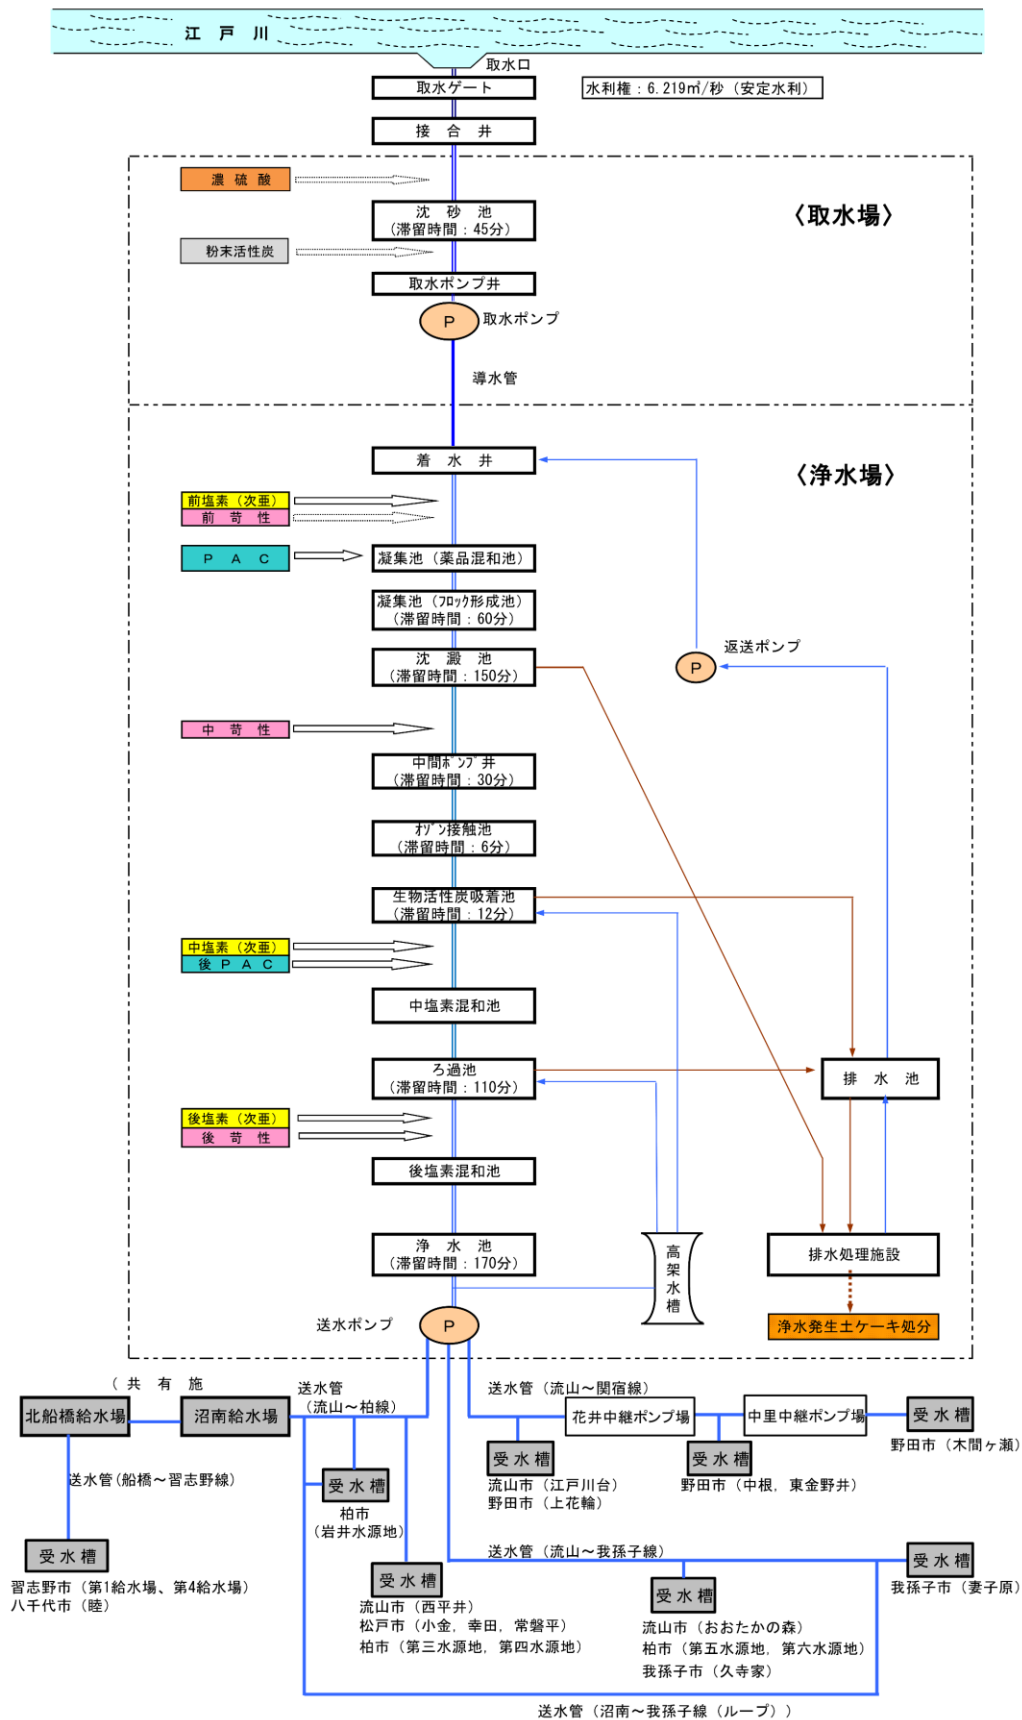 江戸川
取水口
取水ゲート
水利権：6.219㎥/秒（安定水利）
接合井
濃硫酸
沈砂池
（滞留時間：45分）
〈取水場〉
粉末活性炭
取水ポンプ井
P
取水ポンプ
導水管
着水井
〈浄水場〉
前塩素（次亜）
前苛性
PAC
凝集池（薬品混和池）
凝集池（ﾌﾛｯｸ形成池）
（滞留時間：60分）
沈澱池
（滞留時間：150分）
返送ポンプ
P
中苛性
中間ﾎﾟﾝﾌﾟ井
（滞留時間：30分）
ｵｿﾞﾝ接触池
（滞留時間：6分）
生物活性炭吸着池
（滞留時間：12分）
中塩素（次亜）
後PAC
中塩素混和池
ろ過池
（滞留時間：110分）
排水池
後塩素（次亜）
後苛性
後塩素混和池
浄水池
（滞留時間：170分）
高架水槽
排水処理施設
送水ポンプ
P
浄水発生土ケーキ処分
（共有施
送水管
（流山～柏線）
送水管（流山～関宿線）
北船橋給水場
沼南給水場
花井中継ポンプ場
中里中継ポンプ場
受水槽
野田市（木間ヶ瀬）
送水管(船橋～習志野線)
受水槽
柏市
（岩井水源地）
受水槽
流山市（江戸川台）
野田市（上花輪）
受水槽
野田市（中根，東金野井）
受水槽
習志野市（第1給水場、第4給水場）
八千代市（睦）
送水管（流山～我孫子線）
受水槽
流山市（西平井）
松戸市（小金，幸田，常磐平）
柏市（第三水源地，第四水源地）
受水槽
流山市（おおたかの森）
柏市（第五水源地，第六水源地）
我孫子市（久寺家）
受水槽
我孫子市（妻子原）
送水管（沼南～我孫子線（ループ））